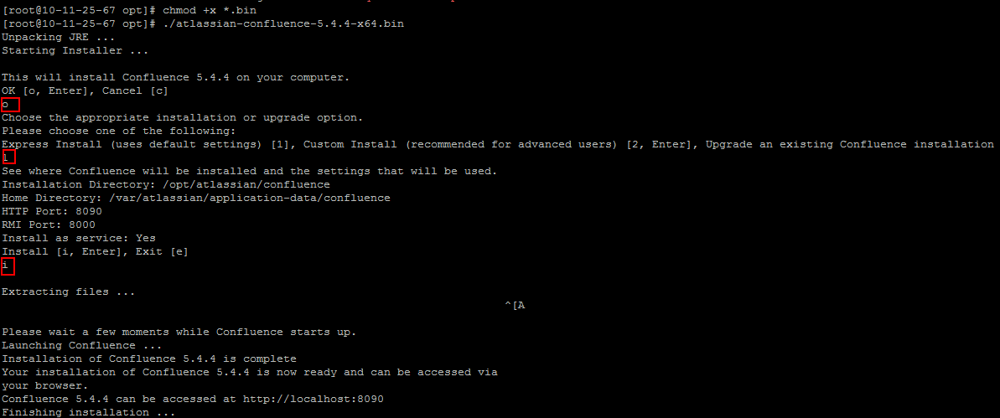 [root@10-11-25-67 opt]# chmod +x *.bin
[root@10-11-25-67 opt]# ./atlassian-confluence-5.4.4-x64.bin
Unpacking JRE ...
Starting Installer ...
This will install Confluence 5.4.4 on your computer.
OK [o, Enter], Cancel [c]
o
Choose the appropriate installation or upgrade option.
Please choose one of the following:
Express Install (uses default settings) [1], Custom Install (recommended for advanced users) [2, Enter], Upgrade an existing Confluence installation
1
See where Confluence will be installed and the settings that will be used.
Installation Directory: /opt/atlassian/confluence
Home Directory: /var/atlassian/application-data/confluence
HTTP Port: 8090
RMI Port: 8000
Install as service: Yes
Install [i, Enter], Exit [e]
i
Extracting files ...
^[A
Please wait a few moments while Confluence starts up.
Launching Confluence ...
Installation of Confluence 5.4.4 is complete
Your installation of Confluence 5.4.4 is now ready and can be accessed via
your browser.
Confluence 5.4.4 can be accessed at http://localhost:8090
Finishing installation ...